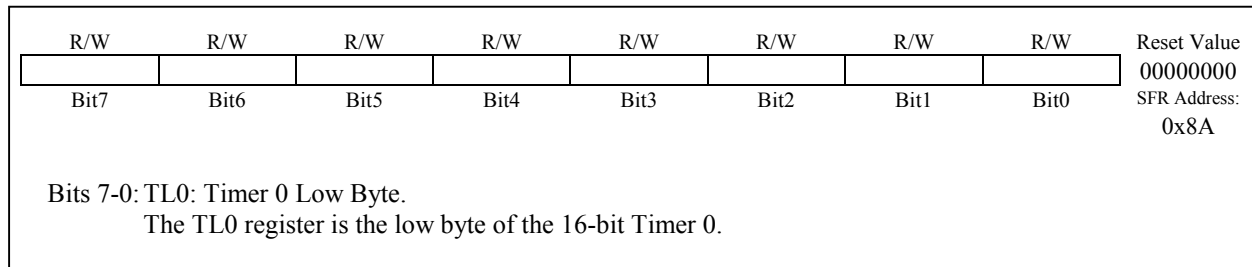 R/W R/W R/W R/W R/W R/W R/W R/W Reset Value
00000000
Bit7 Bit6 Bit5 Bit4 Bit3 Bit2 Bit1 Bit0 SFR Address:
0x8A
Bits 7-0: TL0: Timer 0 Low Byte.
The TL0 register is the low byte of the 16-bit Timer 0.